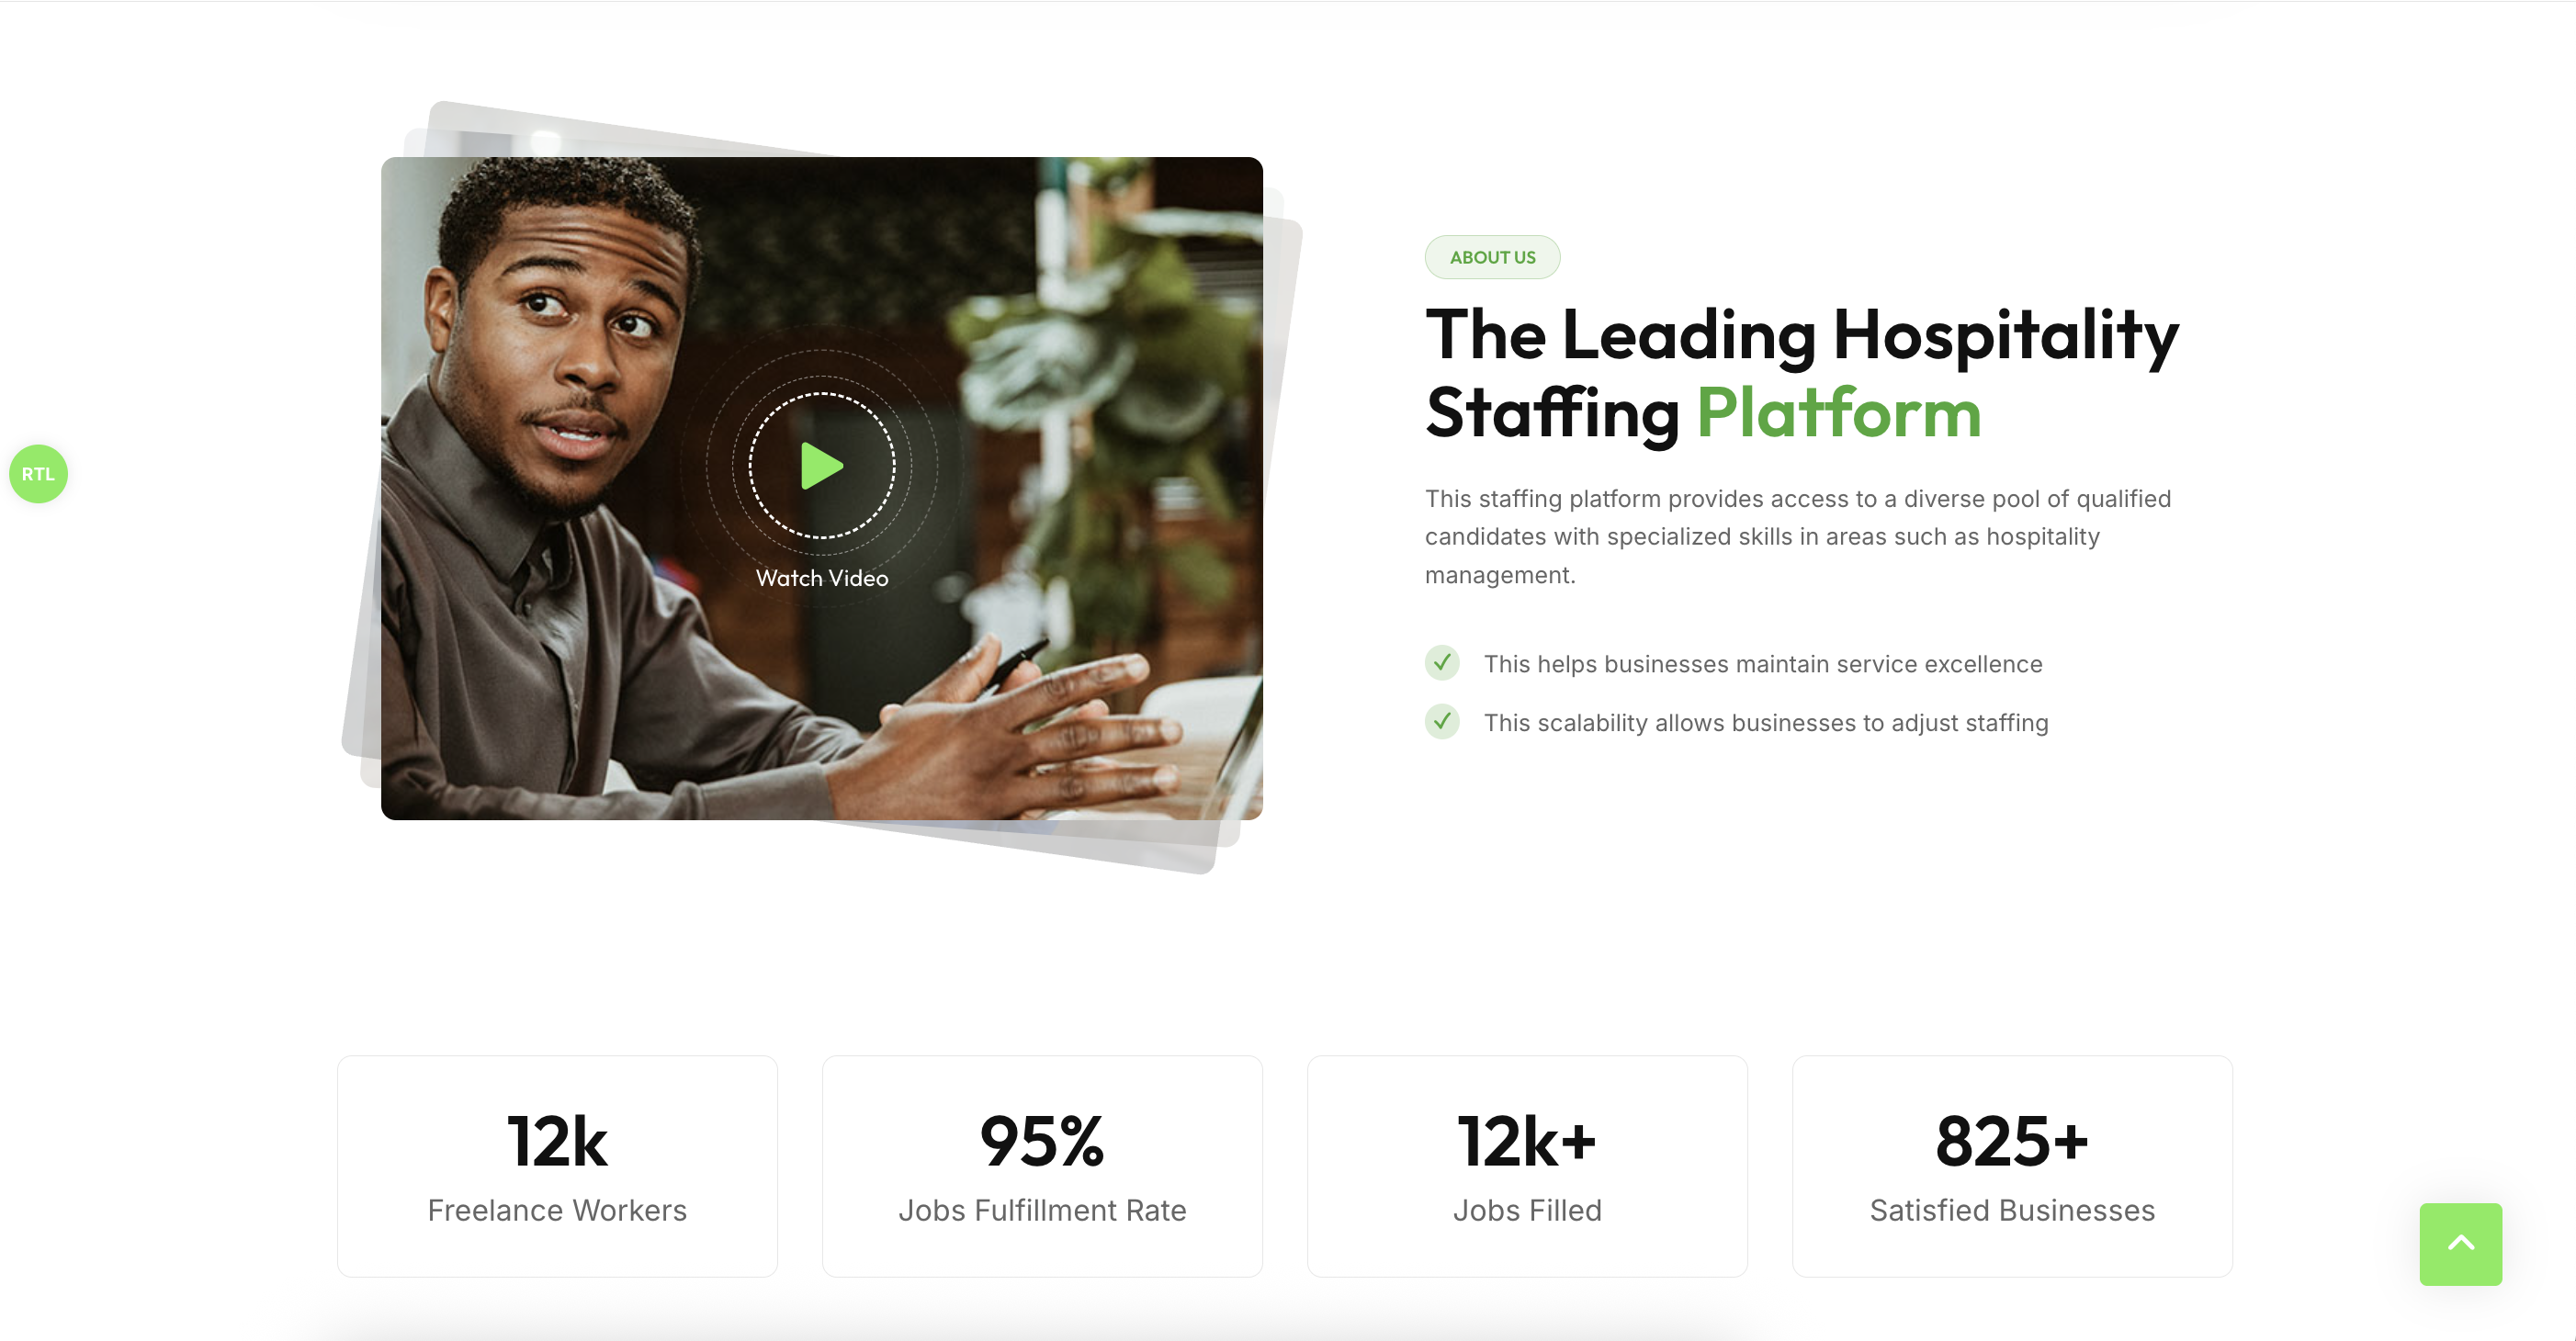 RTL
Watch Video
ABOUT US
The Leading Hospitality
Staffing Platform
This staffing platform provides access to a diverse pool of qualified
candidates with specialized skills in areas such as hospitality
management.
This helps businesses maintain service excellence
This scalability allows businesses to adjust staffing
12k
Freelance Workers
95%
Jobs Fulfillment Rate
12k+
Jobs Filled
825+
Satisfied Businesses